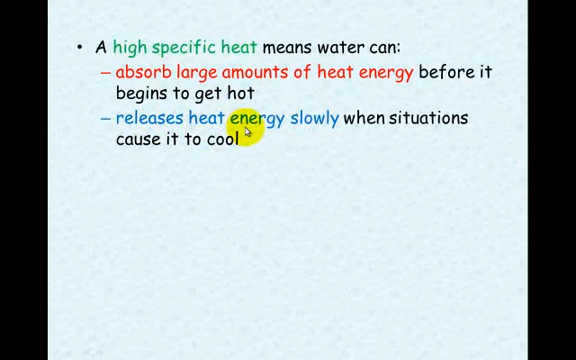 • A high specific heat means water can:
– absorb large amounts of heat energy before it
begins to get hot
– releases heat energy slowly when situations
cause it to cool